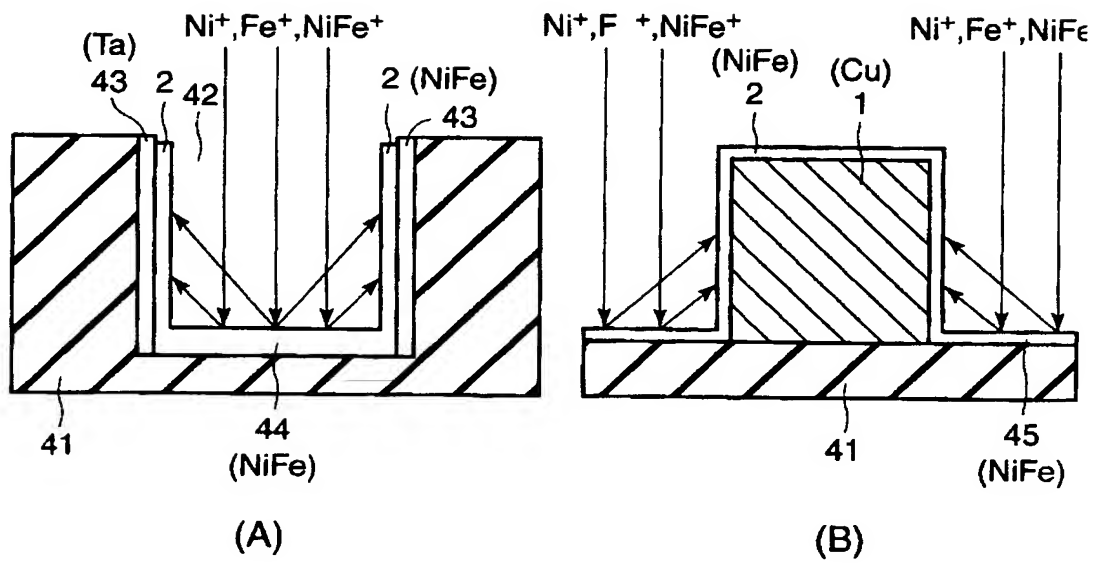 Ni⁺,Fe⁺,NiFe⁺
(Ta)
43
2
42
2 (NiFe)
43
41
44
(NiFe)
(A)
Ni⁺,F ⁺,NiFe⁺
Ni⁺,Fe⁺,NiFe
(NiFe)
2
(Cu)
1
41
45
(NiFe)
(B)